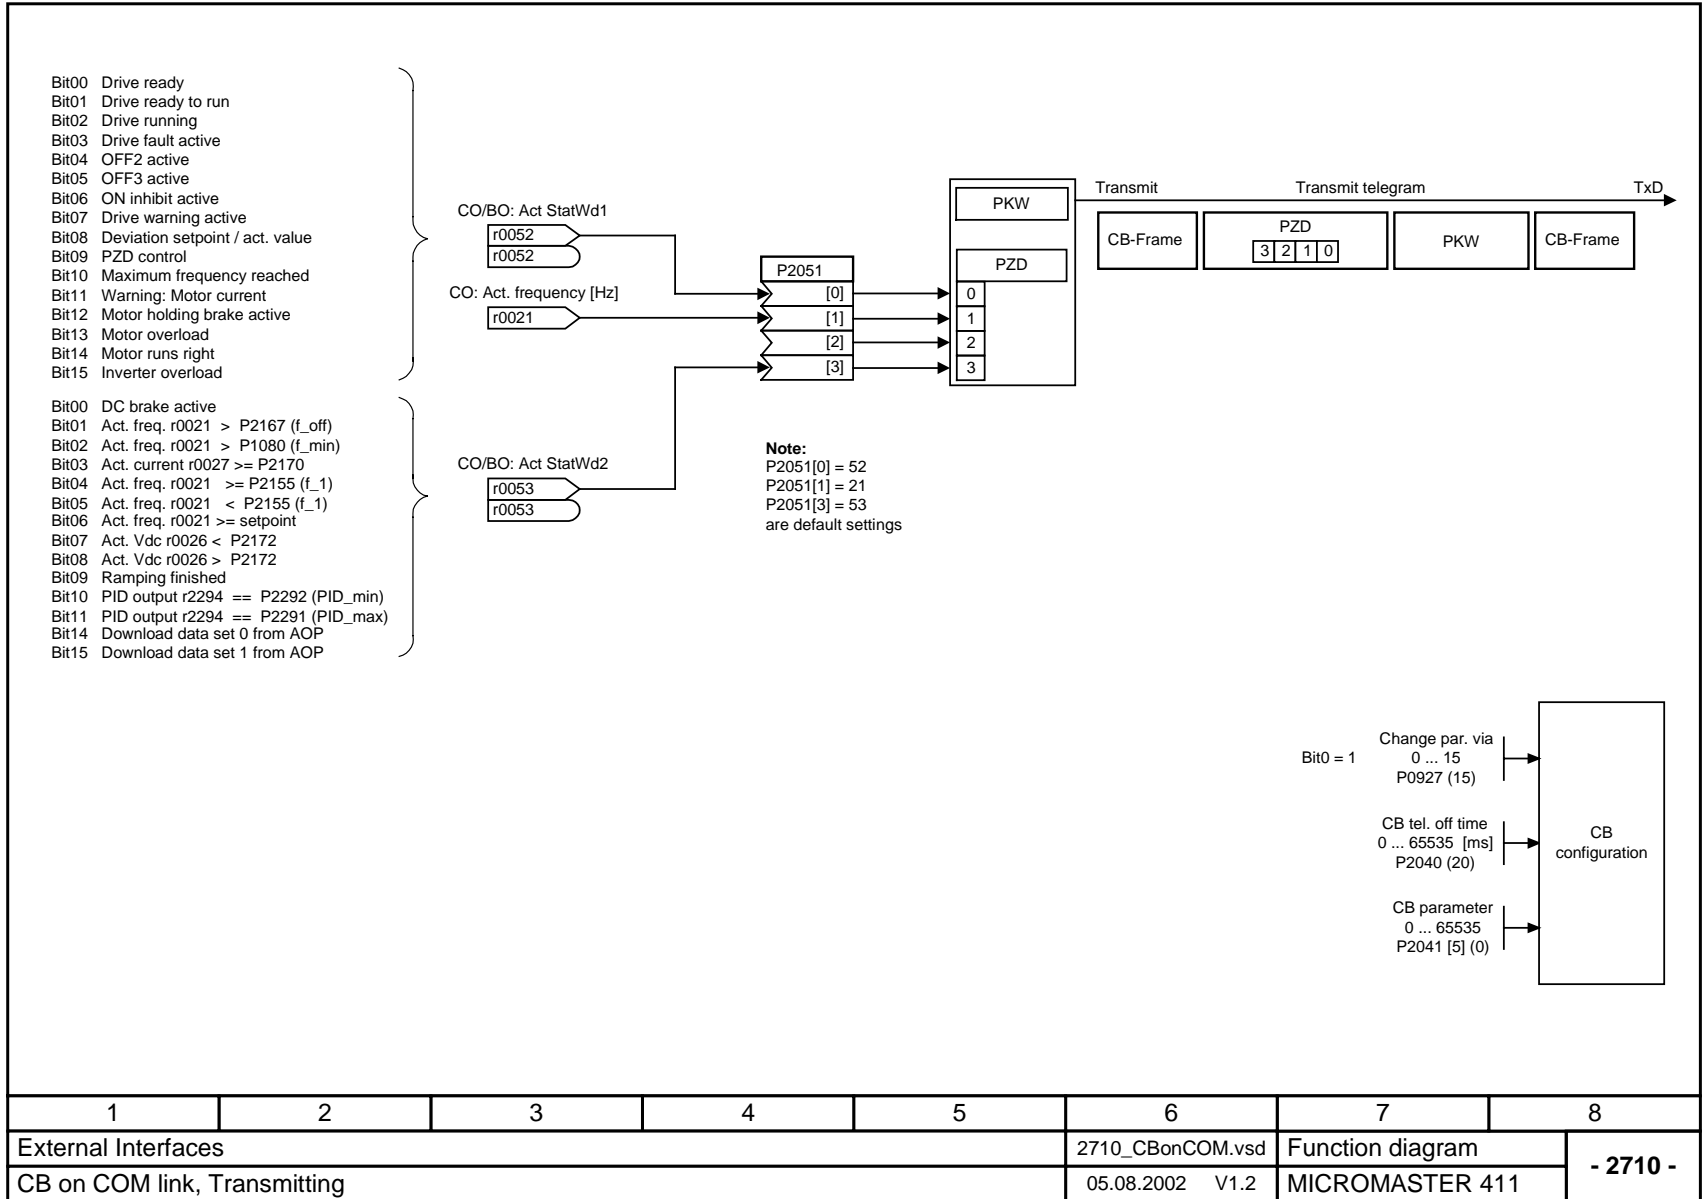 Bit00 Drive ready
Bit01 Drive ready to run
Bit02 Drive running
Bit03 Drive fault active
Bit04 OFF2 active
Bit05 OFF3 active
Bit06 ON inhibit active
Bit07 Drive warning active
Bit08 Deviation setpoint / act. value
Bit09 PZD control
Bit10 Maximum frequency reached
Bit11 Warning: Motor current
Bit12 Motor holding brake active
Bit13 Motor overload
Bit14 Motor runs right
Bit15 Inverter overload
Bit00 DC brake active
Bit01 Act. freq. r0021 > P2167 (f_off)
Bit02 Act. freq. r0021 > P1080 (f_min)
Bit03 Act. current r0027 >= P2170
Bit04 Act. freq. r0021 >= P2155 (f_1)
Bit05 Act. freq. r0021 < P2155 (f_1)
Bit06 Act. freq. r0021 >= setpoint
Bit07 Act. Vdc r0026 < P2172
Bit08 Act. Vdc r0026 > P2172
Bit09 Ramping finished
Bit10 PID output r2294 == P2292 (PID_min)
Bit11 PID output r2294 == P2291 (PID_max)
Bit14 Download data set 0 from AOP
Bit15 Download data set 1 from AOP
CO/BO: Act StatWd1
r0052
r0052
CO: Act. frequency [Hz]
r0021
CO/BO: Act StatWd2
r0053
r0053
P2051
[0]
[1]
[2]
[3]
Note:
P2051[0] = 52
P2051[1] = 21
P2051[3] = 53
are default settings
PKW
PZD
0
1
2
3
Transmit Transmit telegram TxD
CB-Frame
PZD
3 2 1 0
PKW
CB-Frame
Change par. via
Bit0 = 1 0 ... 15
P0927 (15)
CB tel. off time
0 ... 65535 [ms]
P2040 (20)
CB parameter
0 ... 65535
P2041 [5] (0)
CB
configuration
1 2 3 4 5 6 7 8
External Interfaces 2710_CBonCOM.vsd Function diagram
- 2710 -
CB on COM link, Transmitting 05.08.2002 V1.2 MICROMASTER 411